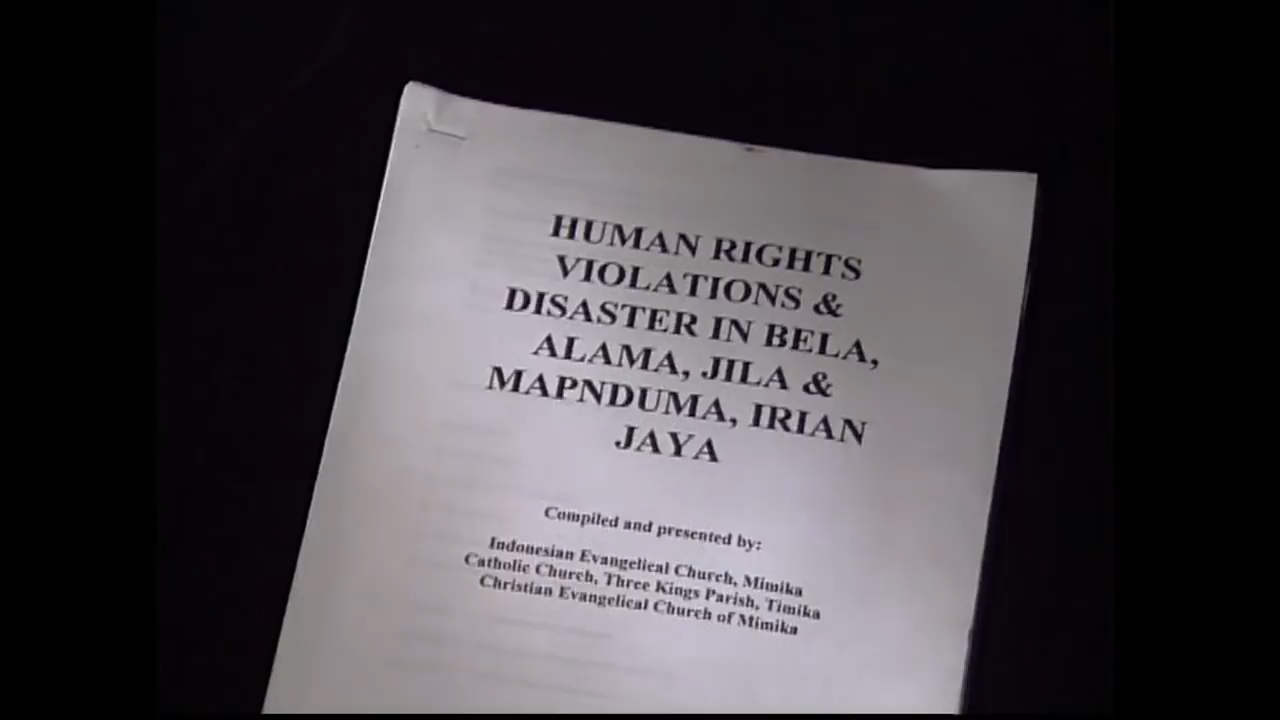 HUMAN RIGHTS
VIOLATIONS &
DISASTER IN BELA,
ALAMA, JILA &
MAPNDUMA, IRIAN
JAYA
Compiled and presented by:
Indonesian Evangelical Church, Mimika
Catholic Church, Three Kings Parish, Timika
Christian Evangelical Church of Mimika